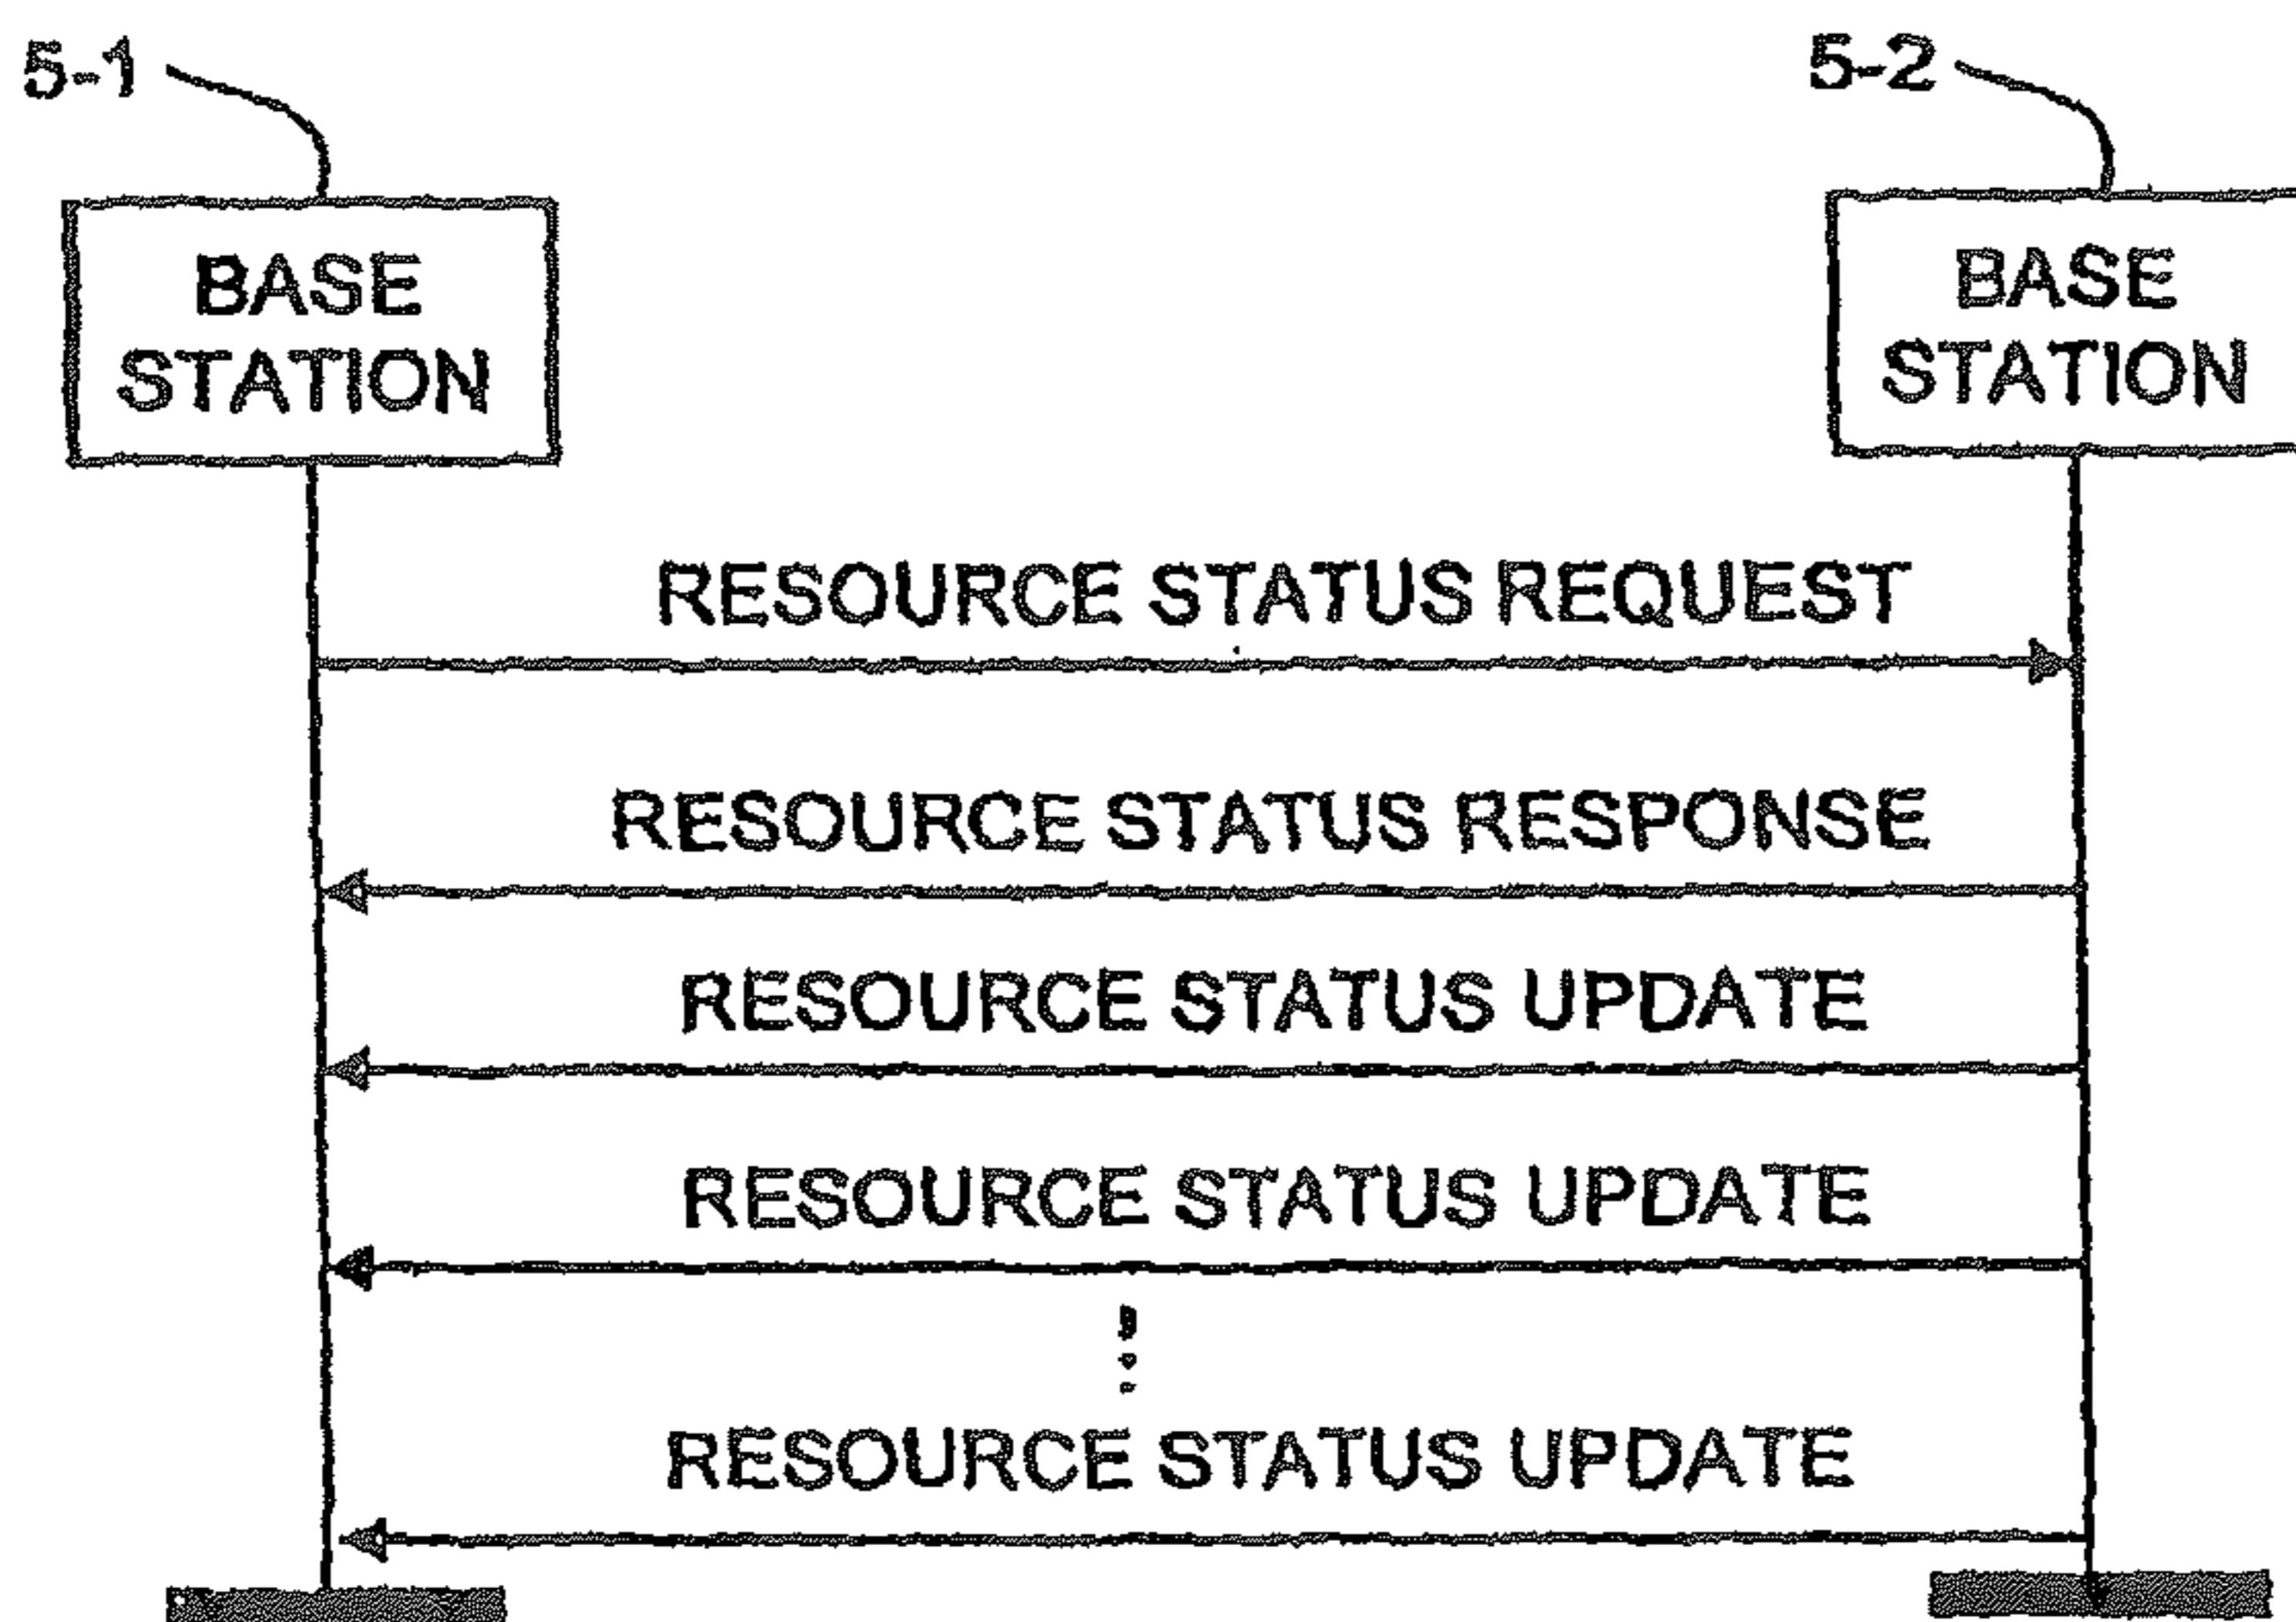 5-1
5-2
BASE
STATION
BASE
STATION
RESOURCE STATUS REQUEST
RESOURCE STATUS RESPONSE
RESOURCE STATUS UPDATE
RESOURCE STATUS UPDATE
RESOURCE STATUS UPDATE